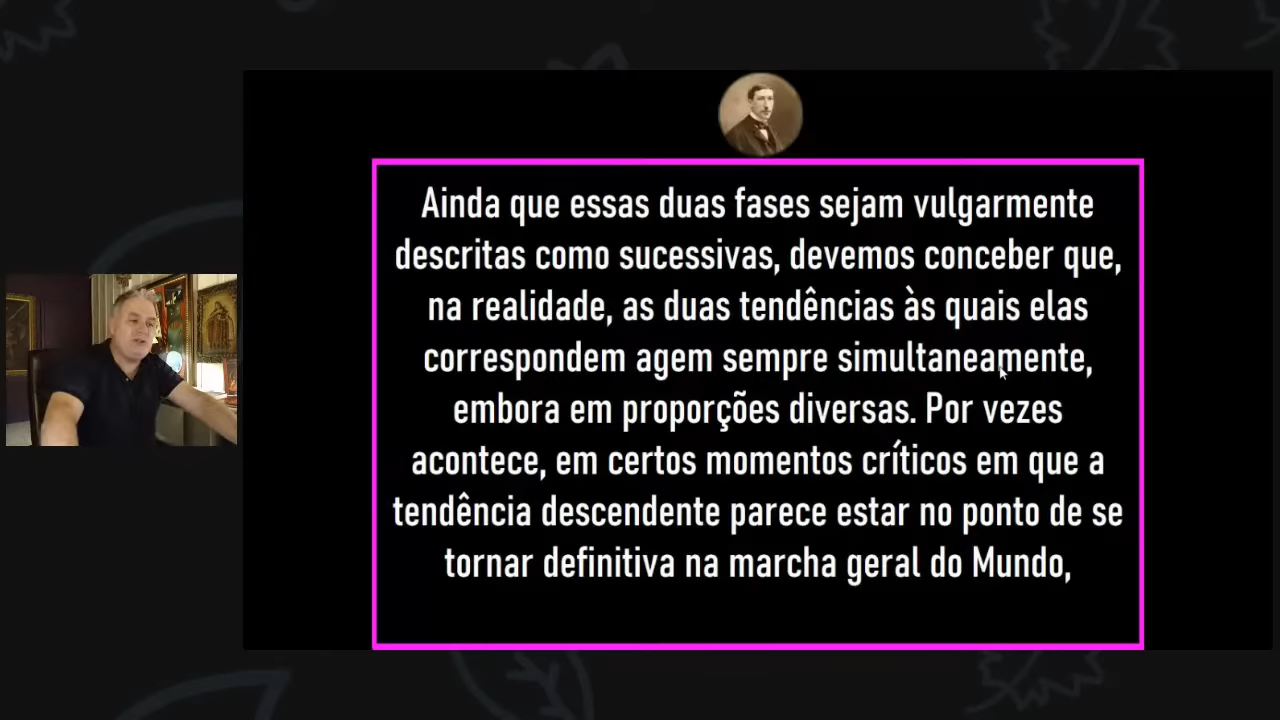 Ainda que essas duas fases sejam vulgarmente
descritas como sucessivas, devemos conceber que,
na realidade, as duas tendências às quais elas
correspondem agem sempre simultaneamente,
embora em proporções diversas. Por vezes
acontece, em certos momentos críticos em que a
tendência descendente parece estar no ponto de se
tornar definitiva na marcha geral do Mundo,